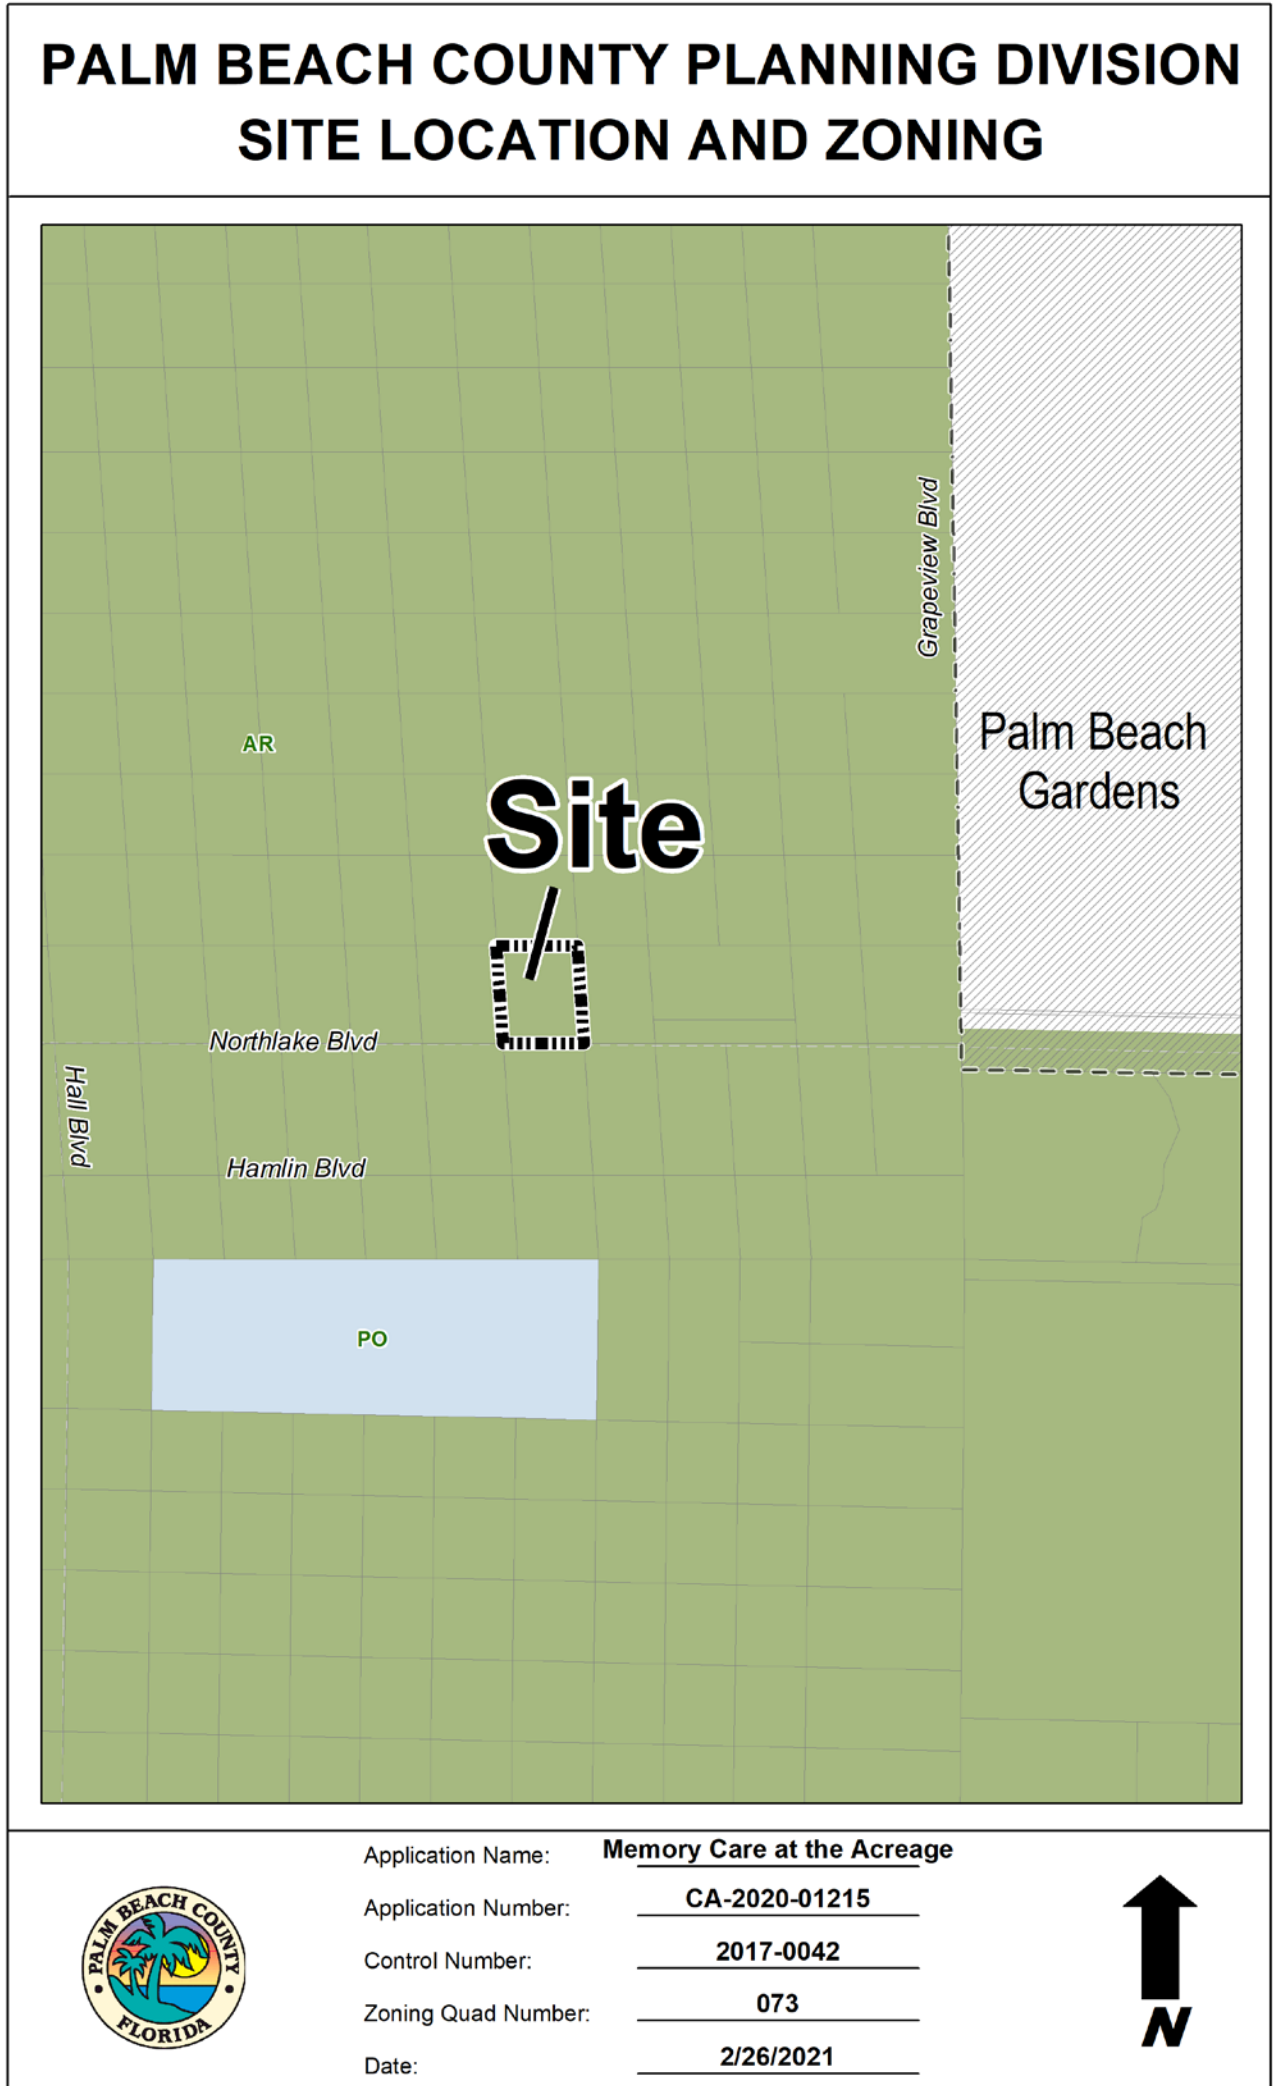 PALM BEACH COUNTY PLANNING DIVISION
SITE LOCATION AND ZONING
Grapeview Blvd
Palm Beach
Gardens
AR
Site
Northlake Blvd
Hall Blvd
Hamlin Blvd
PO
PALM BEACH COUNTY
FLORIDA
Application Name: Memory Care at the Acreage
Application Number: CA-2020-01215
Control Number: 2017-0042
Zoning Quad Number: 073
Date: 2/26/2021
N